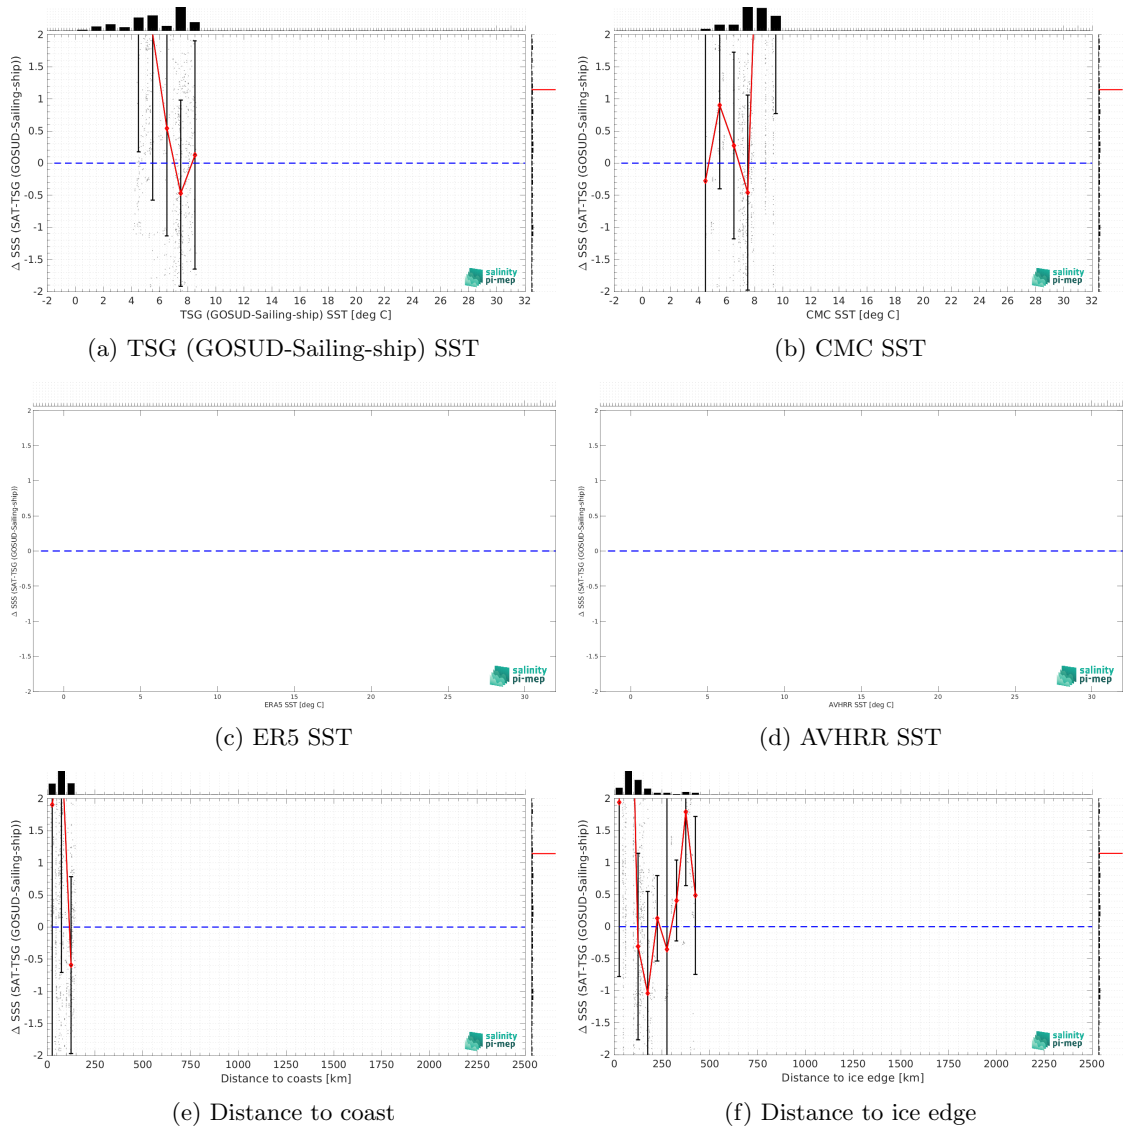 2
1.5
1
0.5
0
-0.5
-1
-1.5
-2
Δ SSS (SAT-TSG (GOSUD-Sailing-ship))
-2 0 2 4 6 8 10 12 14 16 18 20 22 24 26 28 30 32
TSG (GOSUD-Sailing-ship) SST [deg C]
salinity
pi-mep
(a) TSG (GOSUD-Sailing-ship) SST
2
1.5
1
0.5
0
-0.5
-1
-1.5
-2
Δ SSS (SAT-TSG (GOSUD-Sailing-ship))
-2 0 2 4 6 8 10 12 14 16 18 20 22 24 26 28 30 32
CMC SST [deg C]
salinity
pi-mep
(b) CMC SST
2
1.5
1
0.5
0
-0.5
-1
-1.5
-2
Δ SSS (SAT-TSG (GOSUD-Sailing-ship))
0 5 10 15 20 25 30
ERA5 SST [deg C]
salinity
pi-mep
(c) ER5 SST
2
1.5
1
0.5
0
-0.5
-1
-1.5
-2
Δ SSS (SAT-TSG (GOSUD-Sailing-ship))
0 5 10 15 20 25 30
AVHRR SST [deg C]
salinity
pi-mep
(d) AVHRR SST
2
1.5
1
0.5
0
-0.5
-1
-1.5
-2
Δ SSS (SAT-TSG (GOSUD-Sailing-ship))
0 250 500 750 1000 1250 1500 1750 2000 2250 2500
Distance to coasts [km]
salinity
pi-mep
(e) Distance to coast
2
1.5
1
0.5
0
-0.5
-1
-1.5
-2
Δ SSS (SAT-TSG (GOSUD-Sailing-ship))
0 250 500 750 1000 1250 1500 1750 2000 2250 2500
Distance to ice edge [km]
salinity
pi-mep
(f) Distance to ice edge